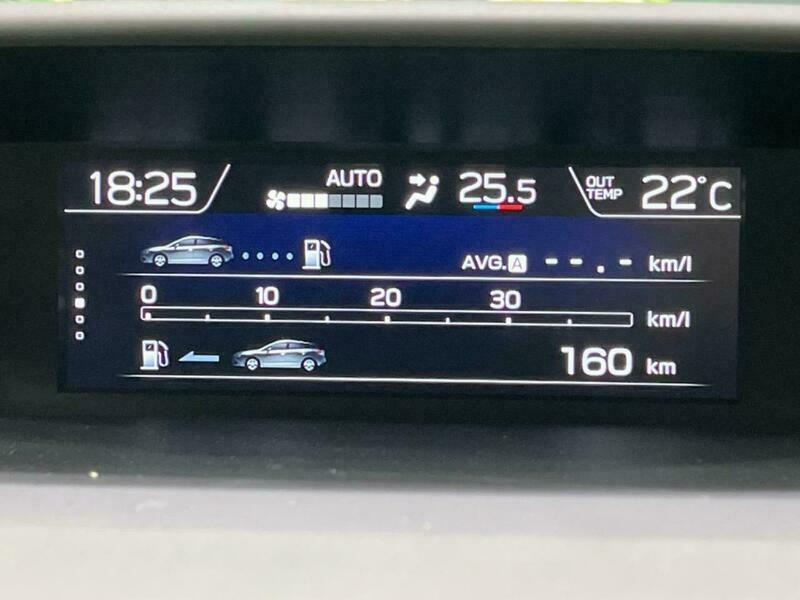 18:25 AUTO 25.5 OUT TEMP 22°C
AVG. A --.- km/l
0 10 20 30
km/l
160 km